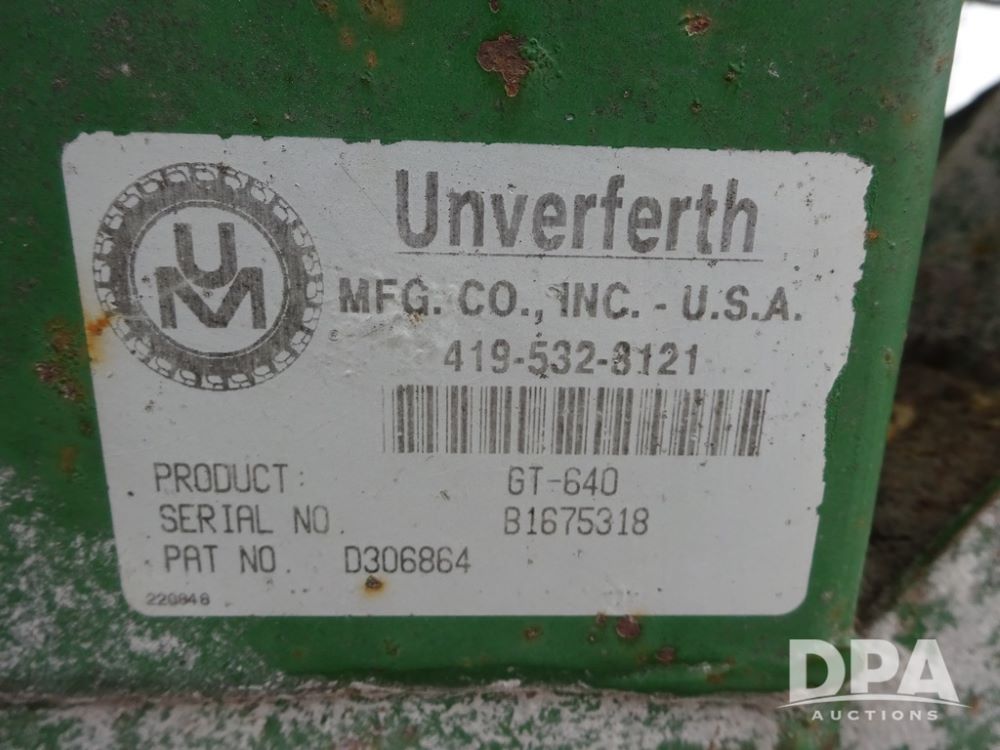 UM
Unverferth
MFG. CO., INC. - U.S.A.
419-532-3121
PRODUCT: GT-640
SERIAL NO. B1675318
PAT NO. D306864
220848
DPA
AUCTIONS